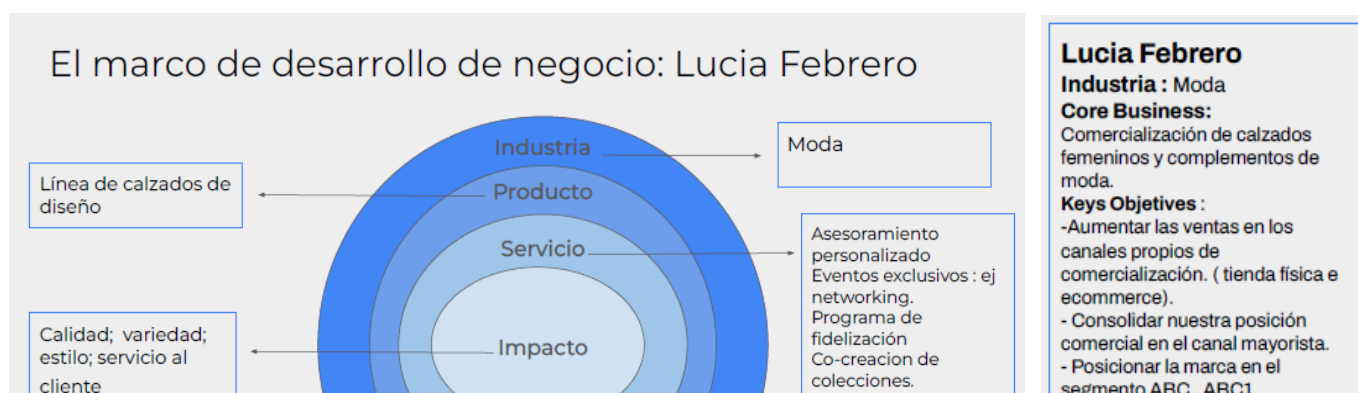 El marco de desarrollo de negocio: Lucia Febrero
Industria
Moda
Línea de calzados de
diseño
Producto
Servicio
Asesoramiento
personalizado
Eventos exclusivos : ej
networking.
Programa de
fidelización
Co-creacion de
colecciones.
Calidad; variedad;
estilo; servicio al
cliente
Impacto
Lucia Febrero
Industria : Moda
Core Business:
Comercialización de calzados
femeninos y complementos de
moda.
Keys Objetives :
-Aumentar las ventas en los
canales propios de
comercialización. ( tienda física e
ecommerce).
- Consolidar nuestra posición
comercial en el canal mayorista.
- Posicionar la marca en el
segmento ABC , ABC1